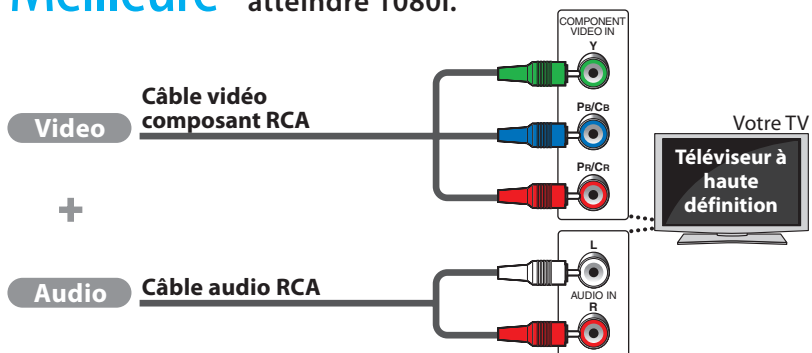 Meilleure
atteindre 1080i.
COMPONENT
VIDEO IN
Y
Câble vidéo
composant RCA
Video
PB/CB
PR/CR
Votre TV
Téléviseur à
haute
définition
+
L
Câble audio RCA
Audio
AUDIO IN
R